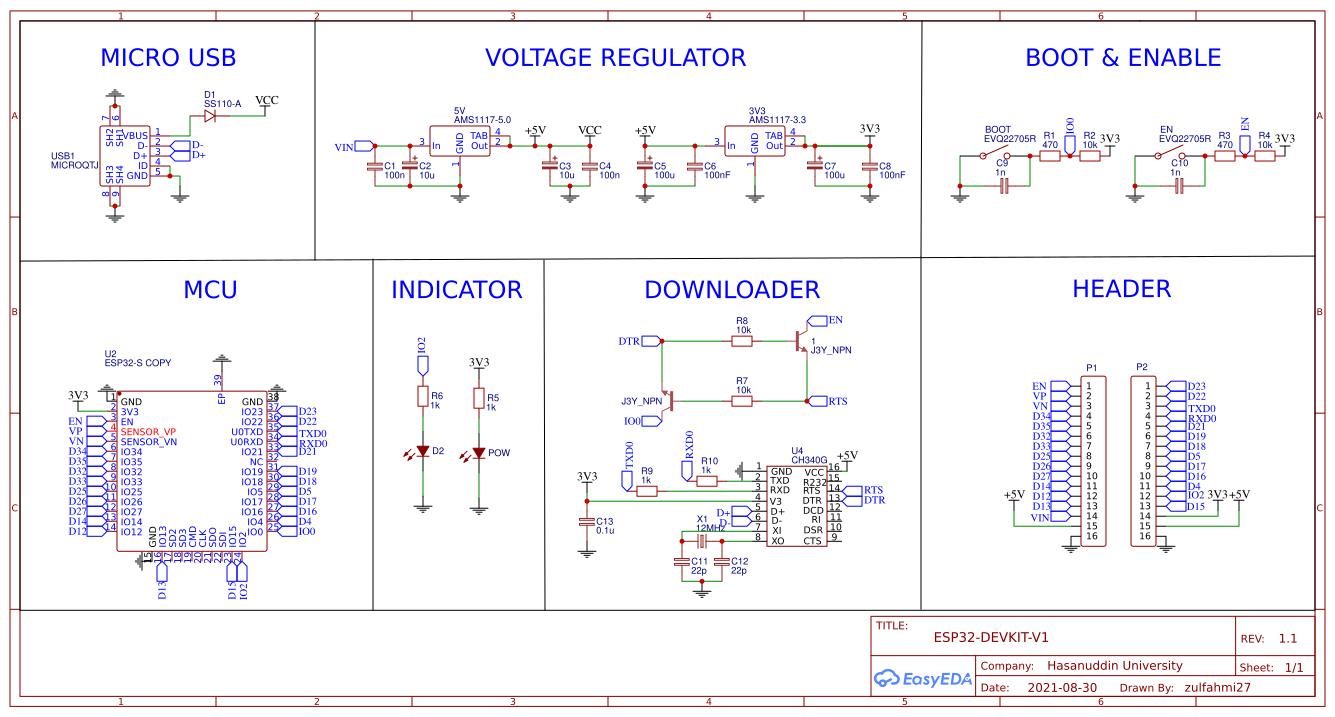 1 2 3 4 5 6
A
B
C
MICRO USB
D1
SS110-A
VCC
USB1
MICROQTJ
VBUS 1
D- 2
D+ 3
ID 4
GND 5
7 6
SH2 SH1
SH3 SH4
8 9
D-
D+
VOLTAGE REGULATOR
5V
AMS1117-5.0
VIN
3 In
GND
1
TAB 4
Out 2
+5V
VCC
C1
100n
C2
10u
C3
10u
C4
100n
3V3
AMS1117-3.3
+5V
3 In
GND
1
TAB 4
Out 2
3V3
C5
100u
C6
100nF
C7
100u
C8
100nF
BOOT & ENABLE
BOOT
EVQ22705R
C9
1n
R1
470
IO0
R2
10k
3V3
EN
EVQ22705R
C10
1n
R3
470
EN
R4
10k
3V3
MCU
U2
ESP32-S COPY
39
EP
3V3
1 GND
2 3V3
EN 3 EN
VP 4 SENSOR_VP
VN 5 SENSOR_VN
D34 6 IO34
D35 7 IO35
D32 8 IO32
D33 9 IO33
D25 10 IO25
D26 11 IO26
D27 12 IO27
D14 13 IO14
D12 14 IO12
GND 38
IO23 37 D23
IO22 36 D22
U0TXD 35 TXD0
U0RXD 34 RXD0
IO21 33 D21
NC 32
IO19 31 D19
IO18 30 D18
IO5 29 D5
IO17 28 D17
IO16 27 D16
IO4 26 D4
IO0 25 IO0
GND IO13 SD2 SD3 CMD CLK SDO SDI IO15 IO2
15 16 17 18 19 20 21 22 23 24
D13 D15 IO2
INDICATOR
IO2
R6
1k
D2
3V3
R5
1k
POW
DOWNLOADER
DTR
R8
10k
EN
1
J3Y_NPN
J3Y_NPN
R7
10k
RTS
IO0
TXD0
RXD0
R9
1k
R10
1k
U4
CH340G
+5V
3V3
C13
0.1u
1 GND
2 TXD
3 RXD
4 V3
D+ 5 D+
D- 6 D-
7 XI
8 XO
VCC 16
R232 15
RTS 14 RTS
DTR 13 DTR
DCD 12
RI 11
DSR 10
CTS 9
X1
12MHz
C11
22p
C12
22p
HEADER
P1
EN 1
VP 2
VN 3
D34 4
D35 5
D32 6
D33 7
D25 8
D26 9
D27 10
D14 11
D12 12
D13 13
VIN 14
15
16
+5V
P2
1 D23
2 D22
3 TXD0
4 RXD0
5 D21
6 D19
7 D18
8 D5
9 D17
10 D16
11 D4
12 IO2
13 D15
14
15
16
3V3
+5V
TITLE:
ESP32-DEVKIT-V1
REV: 1.1
EasyEDA
Company: Hasanuddin University
Sheet: 1/1
Date: 2021-08-30 Drawn By: zulfahmi27
A
B
C
1 2 3 4 5 6